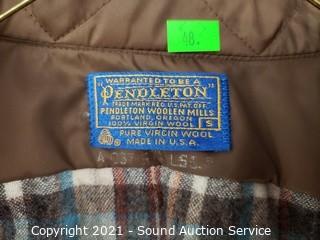 48.
WARRANTED TO BE A
"PENDLETON"
TRADE MARK REG. U.S. PAT. OFF.
PENDLETON WOOLEN MILLS
PORTLAND, OREGON
100% VIRGIN WOOL S
PURE VIRGIN WOOL
MADE IN U.S.A.
Copyright 2021 - Sound Auction Service